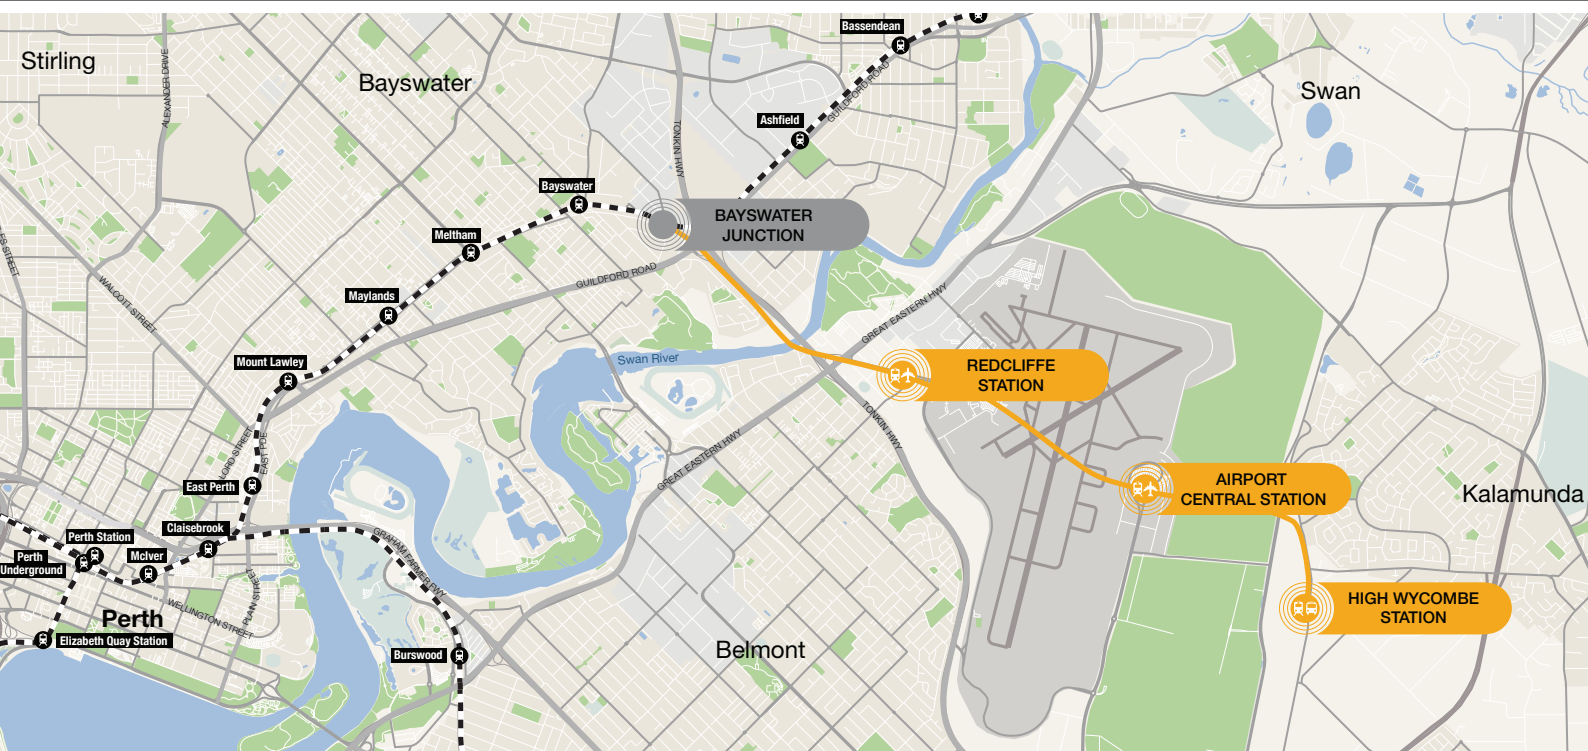 Bassendean
Stirling
Bayswater
ALEXANDER DRIVE
Swan
GUILDFORD ROAD
Ashfield
TONKIN HWY
Bayswater
BAYSWATER
JUNCTION
Meltham
GUILDFORD ROAD
WALCOTT STREET
Maylands
GREAT EASTERN HWY
Mount Lawley
Swan River
REDCLIFFE
STATION
TONKIN HWY
LORD STREET
EAST PDE
GREAT EASTERN HWY
East Perth
AIRPORT
CENTRAL STATION
Kalamunda
Claisebrook
Perth Station
McIver
Perth
Underground
GRAHAM FARMER FWY
PLAIN STREET
WELLINGTON STREET
Perth
HIGH WYCOMBE
STATION
Elizabeth Quay Station
Burswood
Belmont